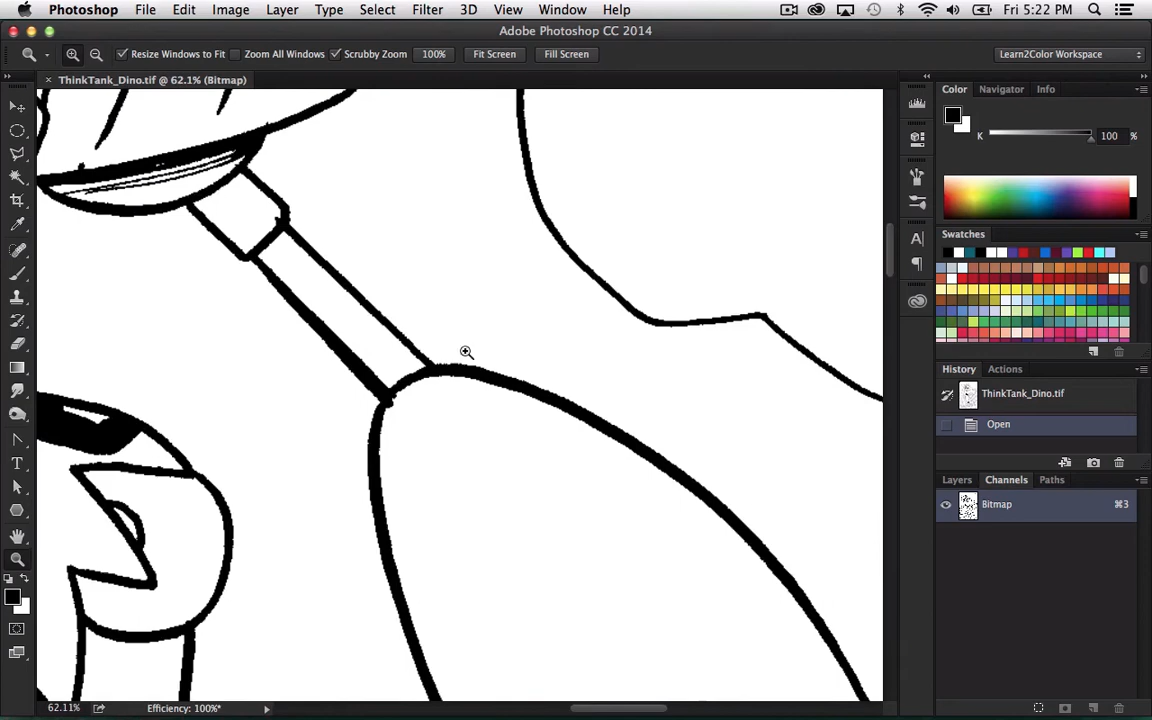 Photoshop File Edit Image Layer Type Select Filter 3D View Window Help Fri 5:22 PM
Adobe Photoshop CC 2014
Resize Windows to Fit Zoom All Windows Scrubby Zoom 100% Fit Screen Fill Screen Learn2Color Workspace
× ThinkTank_Dino.tif @ 62.1% (Bitmap)
Color Navigator Info
K 100 %
Swatches
History Actions
ThinkTank_Dino.tif
Open
Layers Channels Paths
Bitmap ⌘3
62.11% Efficiency: 100%*